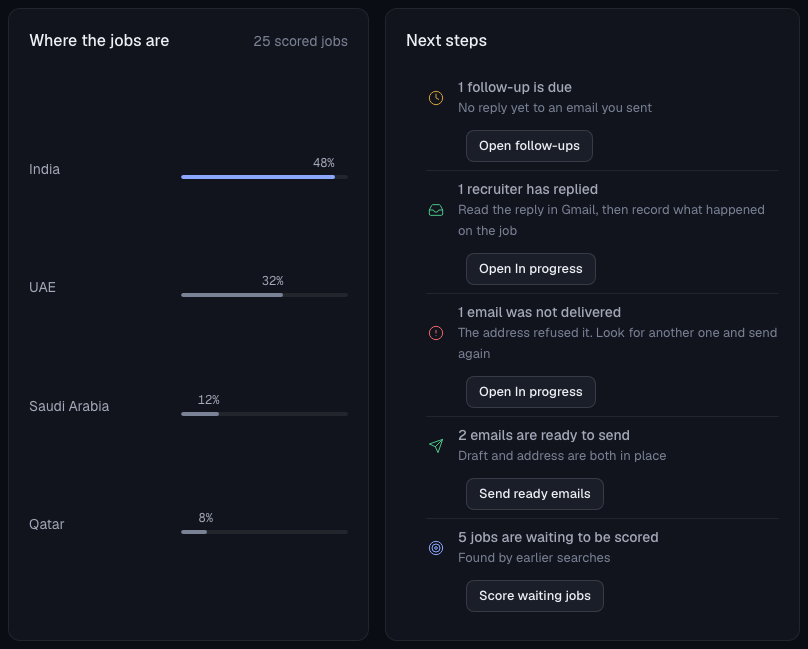 Where the jobs are
25 scored jobs
India
48%
UAE
32%
Saudi Arabia
12%
Qatar
8%
Next steps
1 follow-up is due
No reply yet to an email you sent
Open follow-ups
1 recruiter has replied
Read the reply in Gmail, then record what happened
on the job
Open In progress
1 email was not delivered
The address refused it. Look for another one and send
again
Open In progress
2 emails are ready to send
Draft and address are both in place
Send ready emails
5 jobs are waiting to be scored
Found by earlier searches
Score waiting jobs